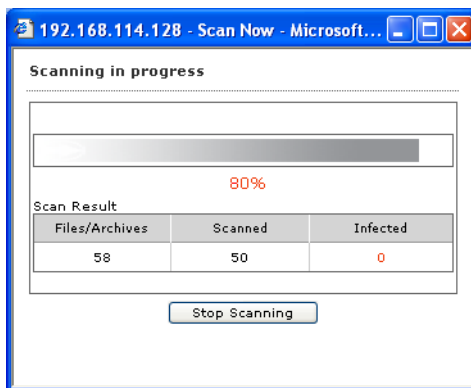 192.168.114.128 - Scan Now - Microsoft...
Scanning in progress
80%
Scan Result
Files/Archives Scanned Infected
58 50 0
Stop Scanning